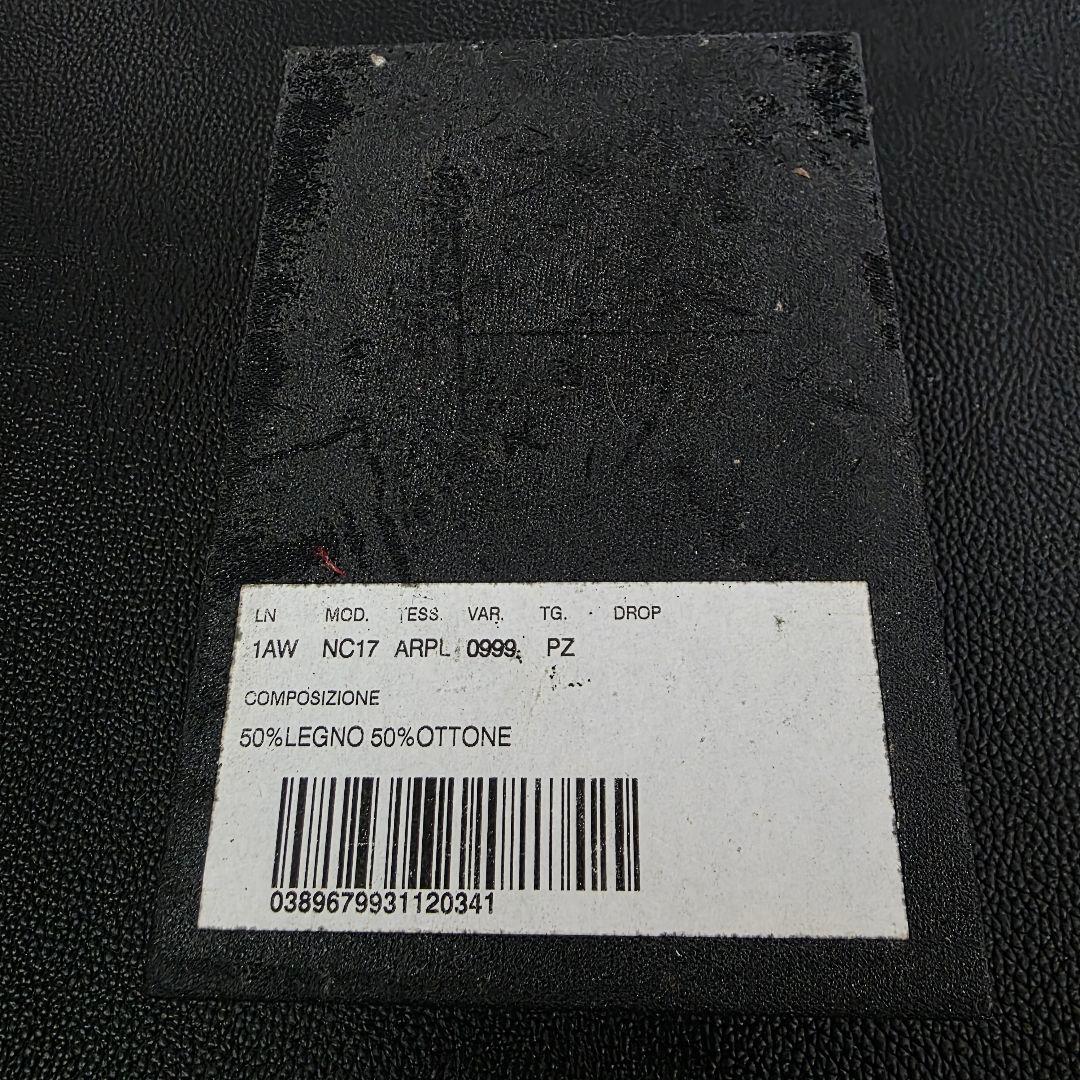 LN MOD. TESS. VAR. TG. DROP
1AW NC17 ARPL 0999. PZ
COMPOSIZIONE
50%LEGNO 50%OTTONE
0389679931120341